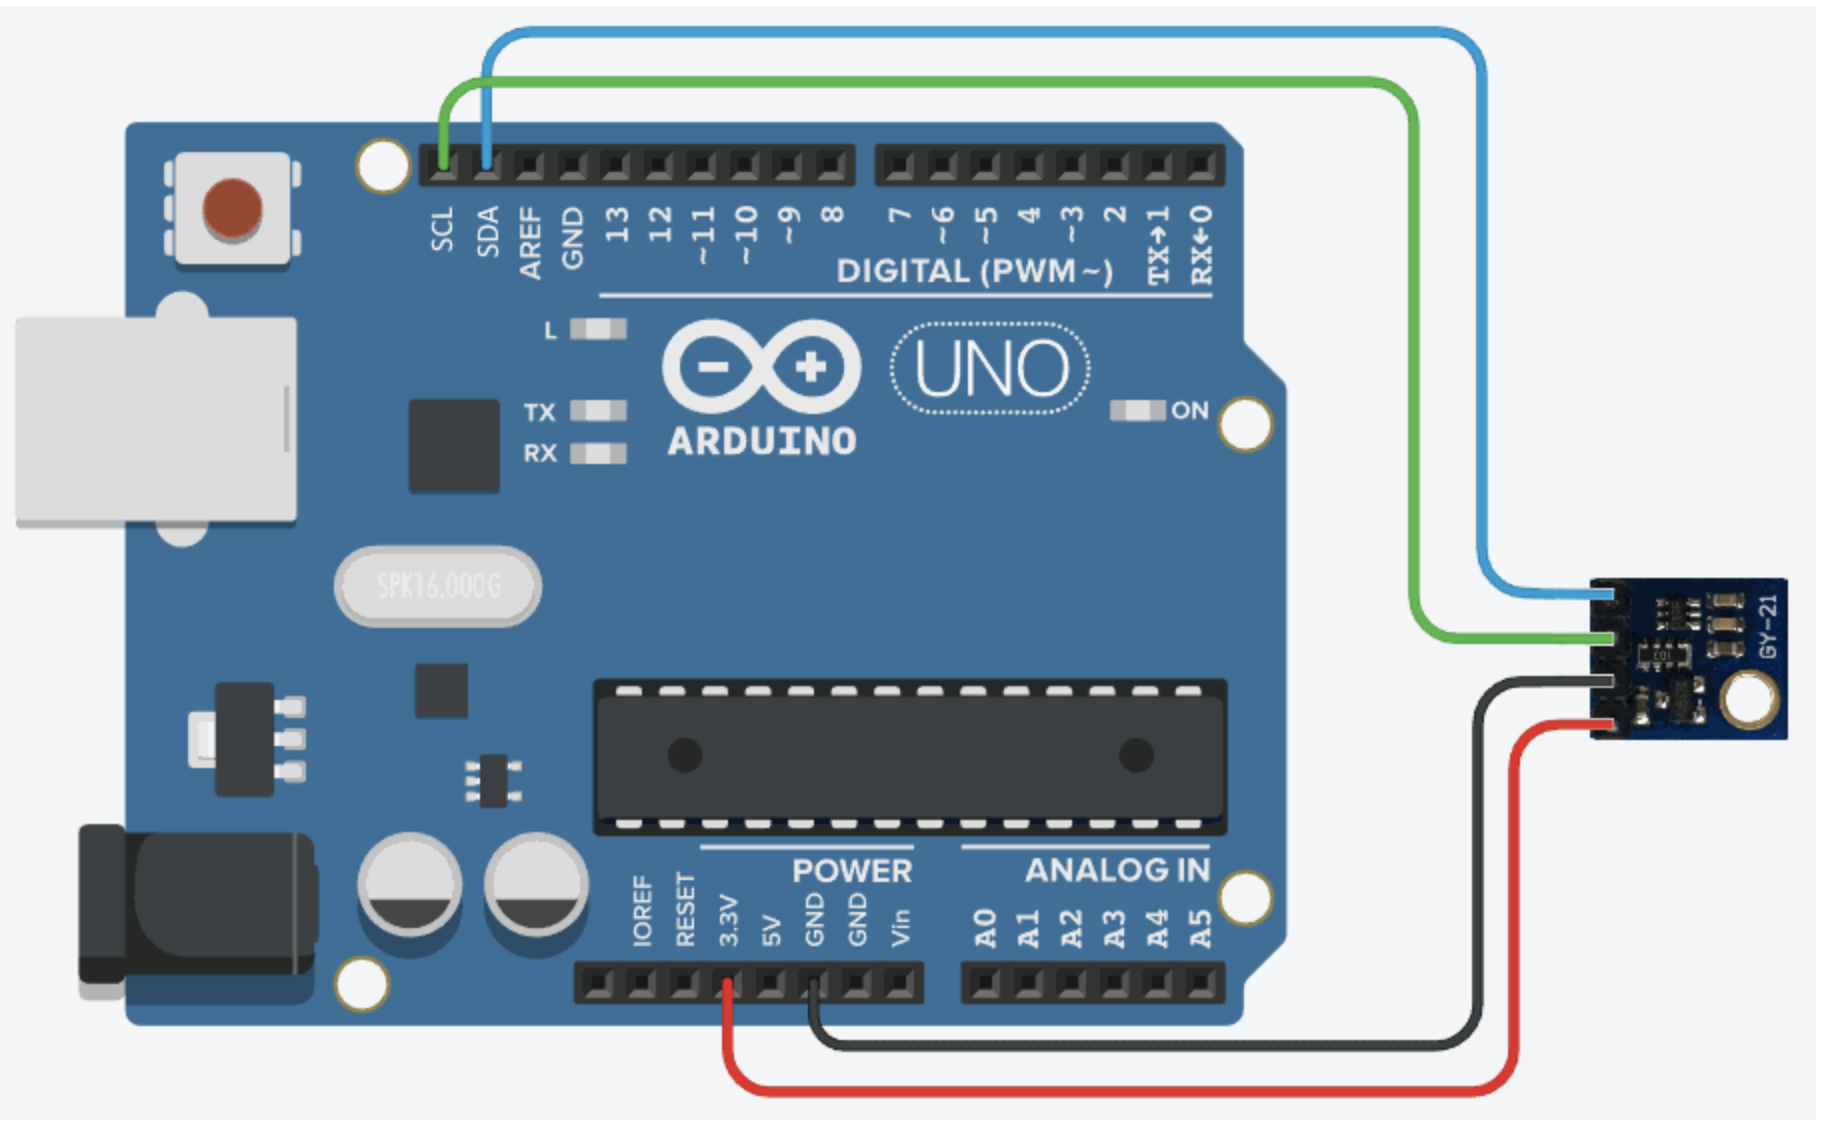 SCL SDA AREF GND 13 12 ~11 ~10 ~9 8 7 ~6 ~5 4 ~3 2 TX→1 RX←0
DIGITAL (PWM ~)
L
TX
RX
UNO
ARDUINO
ON
SPK16.000G
GY-21
103
POWER
ANALOG IN
IOREF RESET 3.3V 5V GND GND Vin A0 A1 A2 A3 A4 A5